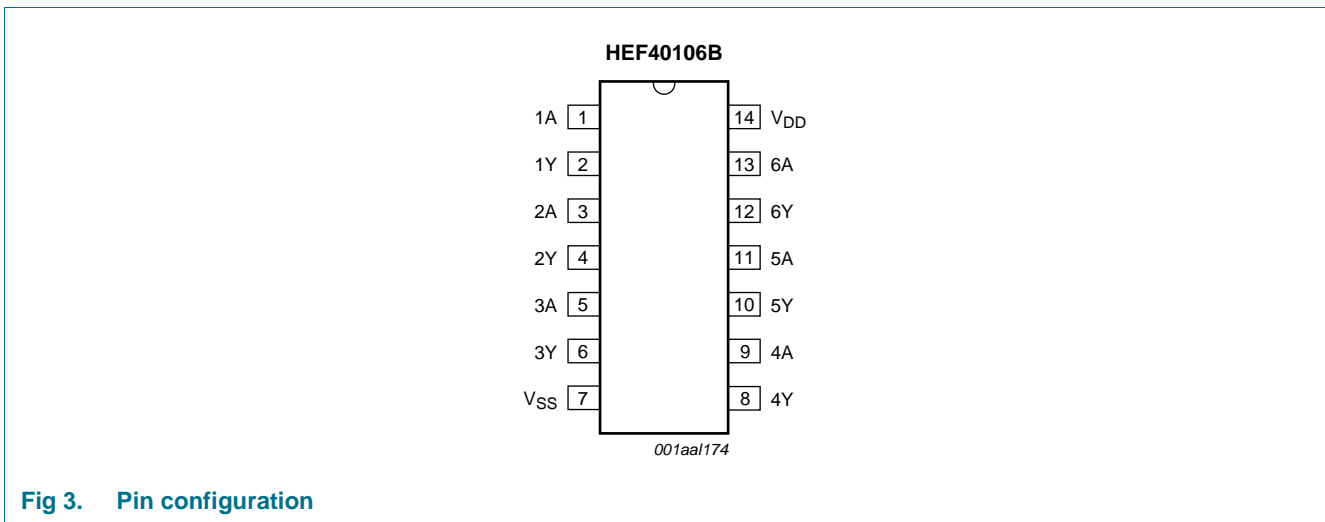 HEF40106B
1A 1 14 VDD
1Y 2 13 6A
2A 3 12 6Y
2Y 4 11 5A
3A 5 10 5Y
3Y 6 9 4A
VSS 7 8 4Y
001aal174
Fig 3. Pin configuration